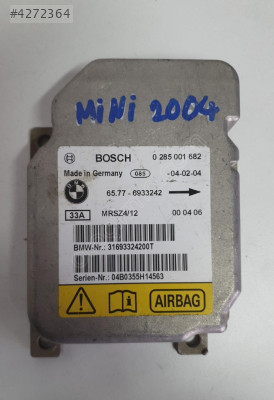 #4272364
MiNi 2004
BOSCH 0 285 001 682
Made in Germany 085 -04-02-04
65.77 - 6933242
33A MRSZ4/12 00 04 06
BMW-Nr.: 31693324200T
Serien-Nr.: 04B0355H14563
AIRBAG